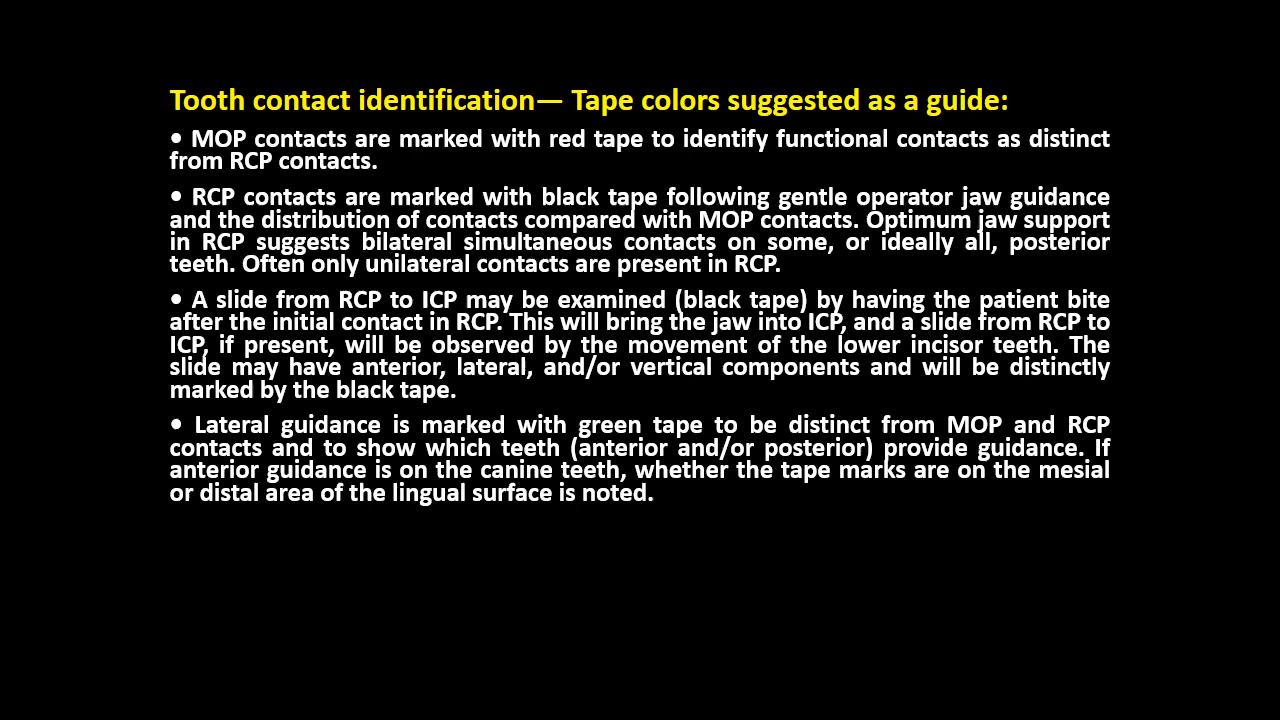 Tooth contact identification— Tape colors suggested as a guide:
• MOP contacts are marked with red tape to identify functional contacts as distinct
from RCP contacts.
• RCP contacts are marked with black tape following gentle operator jaw guidance
and the distribution of contacts compared with MOP contacts. Optimum jaw support
in RCP suggests bilateral simultaneous contacts on some, or ideally all, posterior
teeth. Often only unilateral contacts are present in RCP.
• A slide from RCP to ICP may be examined (black tape) by having the patient bite
after the initial contact in RCP. This will bring the jaw into ICP, and a slide from RCP to
ICP, if present, will be observed by the movement of the lower incisor teeth. The
slide may have anterior, lateral, and/or vertical components and will be distinctly
marked by the black tape.
• Lateral guidance is marked with green tape to be distinct from MOP and RCP
contacts and to show which teeth (anterior and/or posterior) provide guidance. If
anterior guidance is on the canine teeth, whether the tape marks are on the mesial
or distal area of the lingual surface is noted.